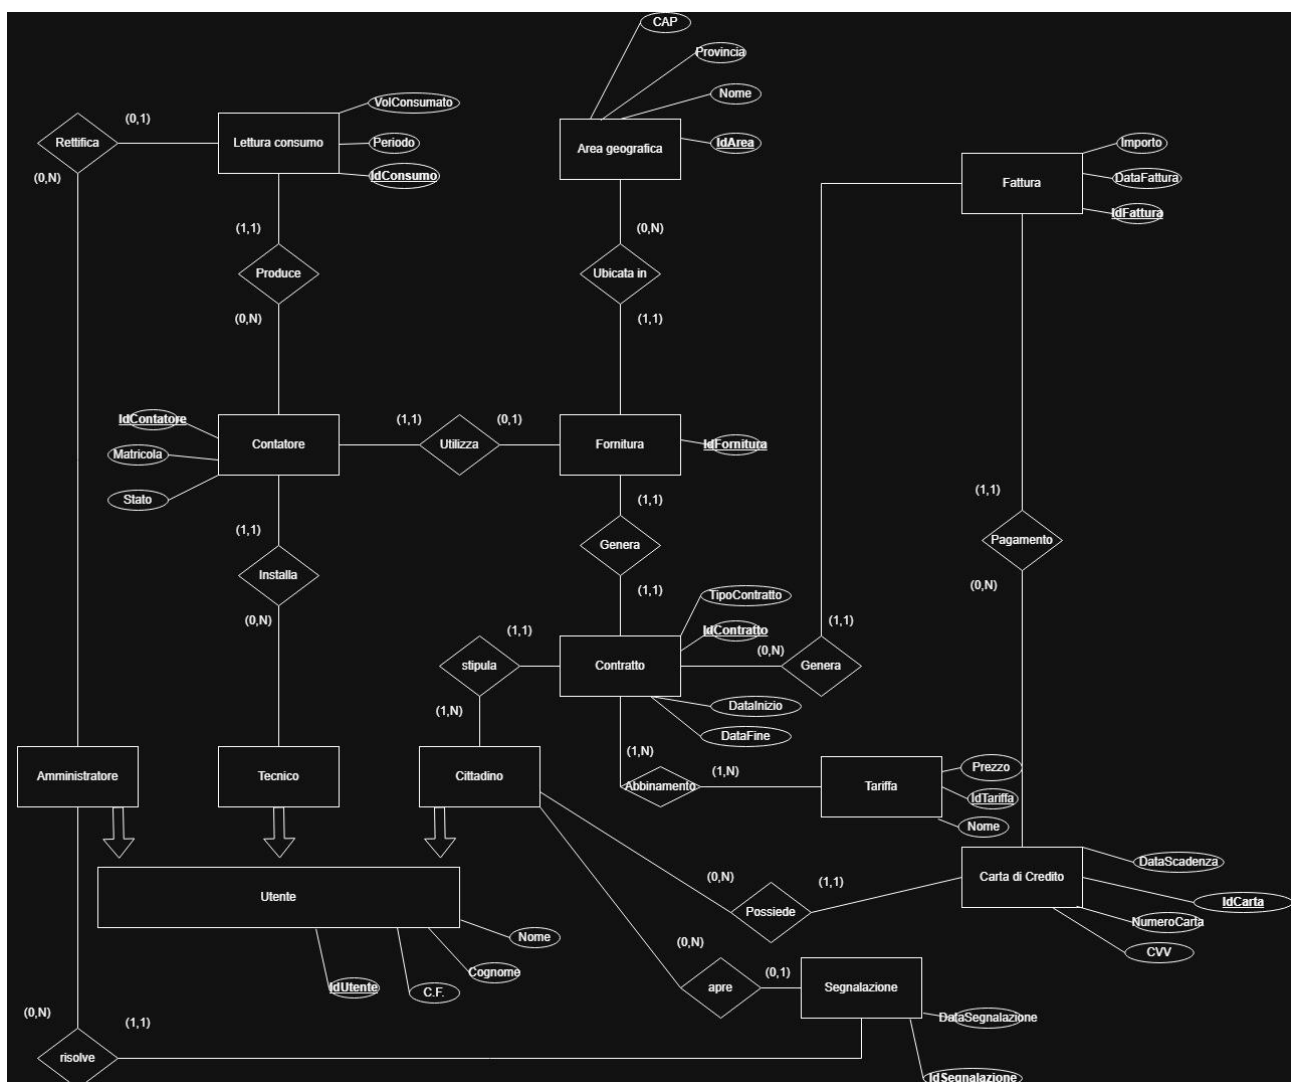 CAP
Provincia
Nome
IdArea
Area geografica
VolConsumato
Periodo
IdConsumo
Lettura consumo
(0,1)
Rettifica
(0,N)
Importo
DataFattura
IdFattura
Fattura
(1,1)
Produce
(0,N)
(0,N)
Ubicata in
(1,1)
IdContatore
Matricola
Stato
Contatore
(1,1)
Utilizza
(0,1)
Fornitura
IdFornitura
(1,1)
Genera
(1,1)
(1,1)
Installa
(0,N)
(1,1)
Pagamento
(0,N)
TipoContratto
IdContratto
Contratto
DataInizio
DataFine
(0,N)
Genera
(1,1)
(1,1)
stipula
(1,N)
(1,N)
Abbinamento
(1,N)
Tariffa
Prezzo
IdTariffa
Nome
Amministratore
Tecnico
Cittadino
Utente
Nome
Cognome
C.F.
IdUtente
(0,N)
Possiede
(1,1)
Carta di Credito
DataScadenza
IdCarta
NumeroCarta
CVV
(0,N)
apre
(0,1)
Segnalazione
DataSegnalazione
IdSegnalazione
(0,N)
risolve
(1,1)